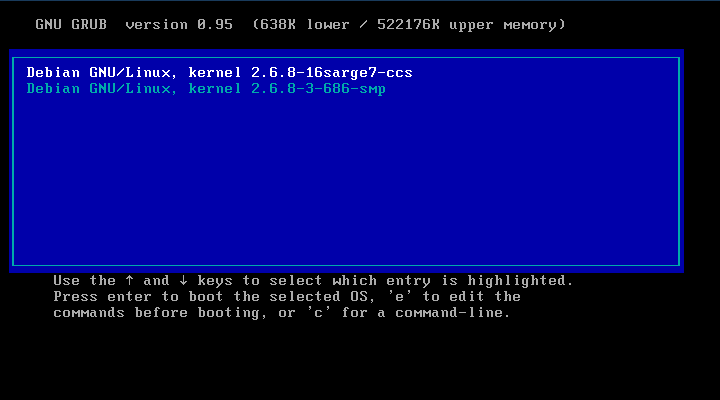 GNU GRUB  version 0.95  (638K lower / 522176K upper memory)
Debian GNU/Linux, kernel 2.6.8-16sarge7-ccs
Debian GNU/Linux, kernel 2.6.8-3-686-smp
Use the ↑ and ↓ keys to select which entry is highlighted.
Press enter to boot the selected OS, 'e' to edit the
commands before booting, or 'c' for a command-line.